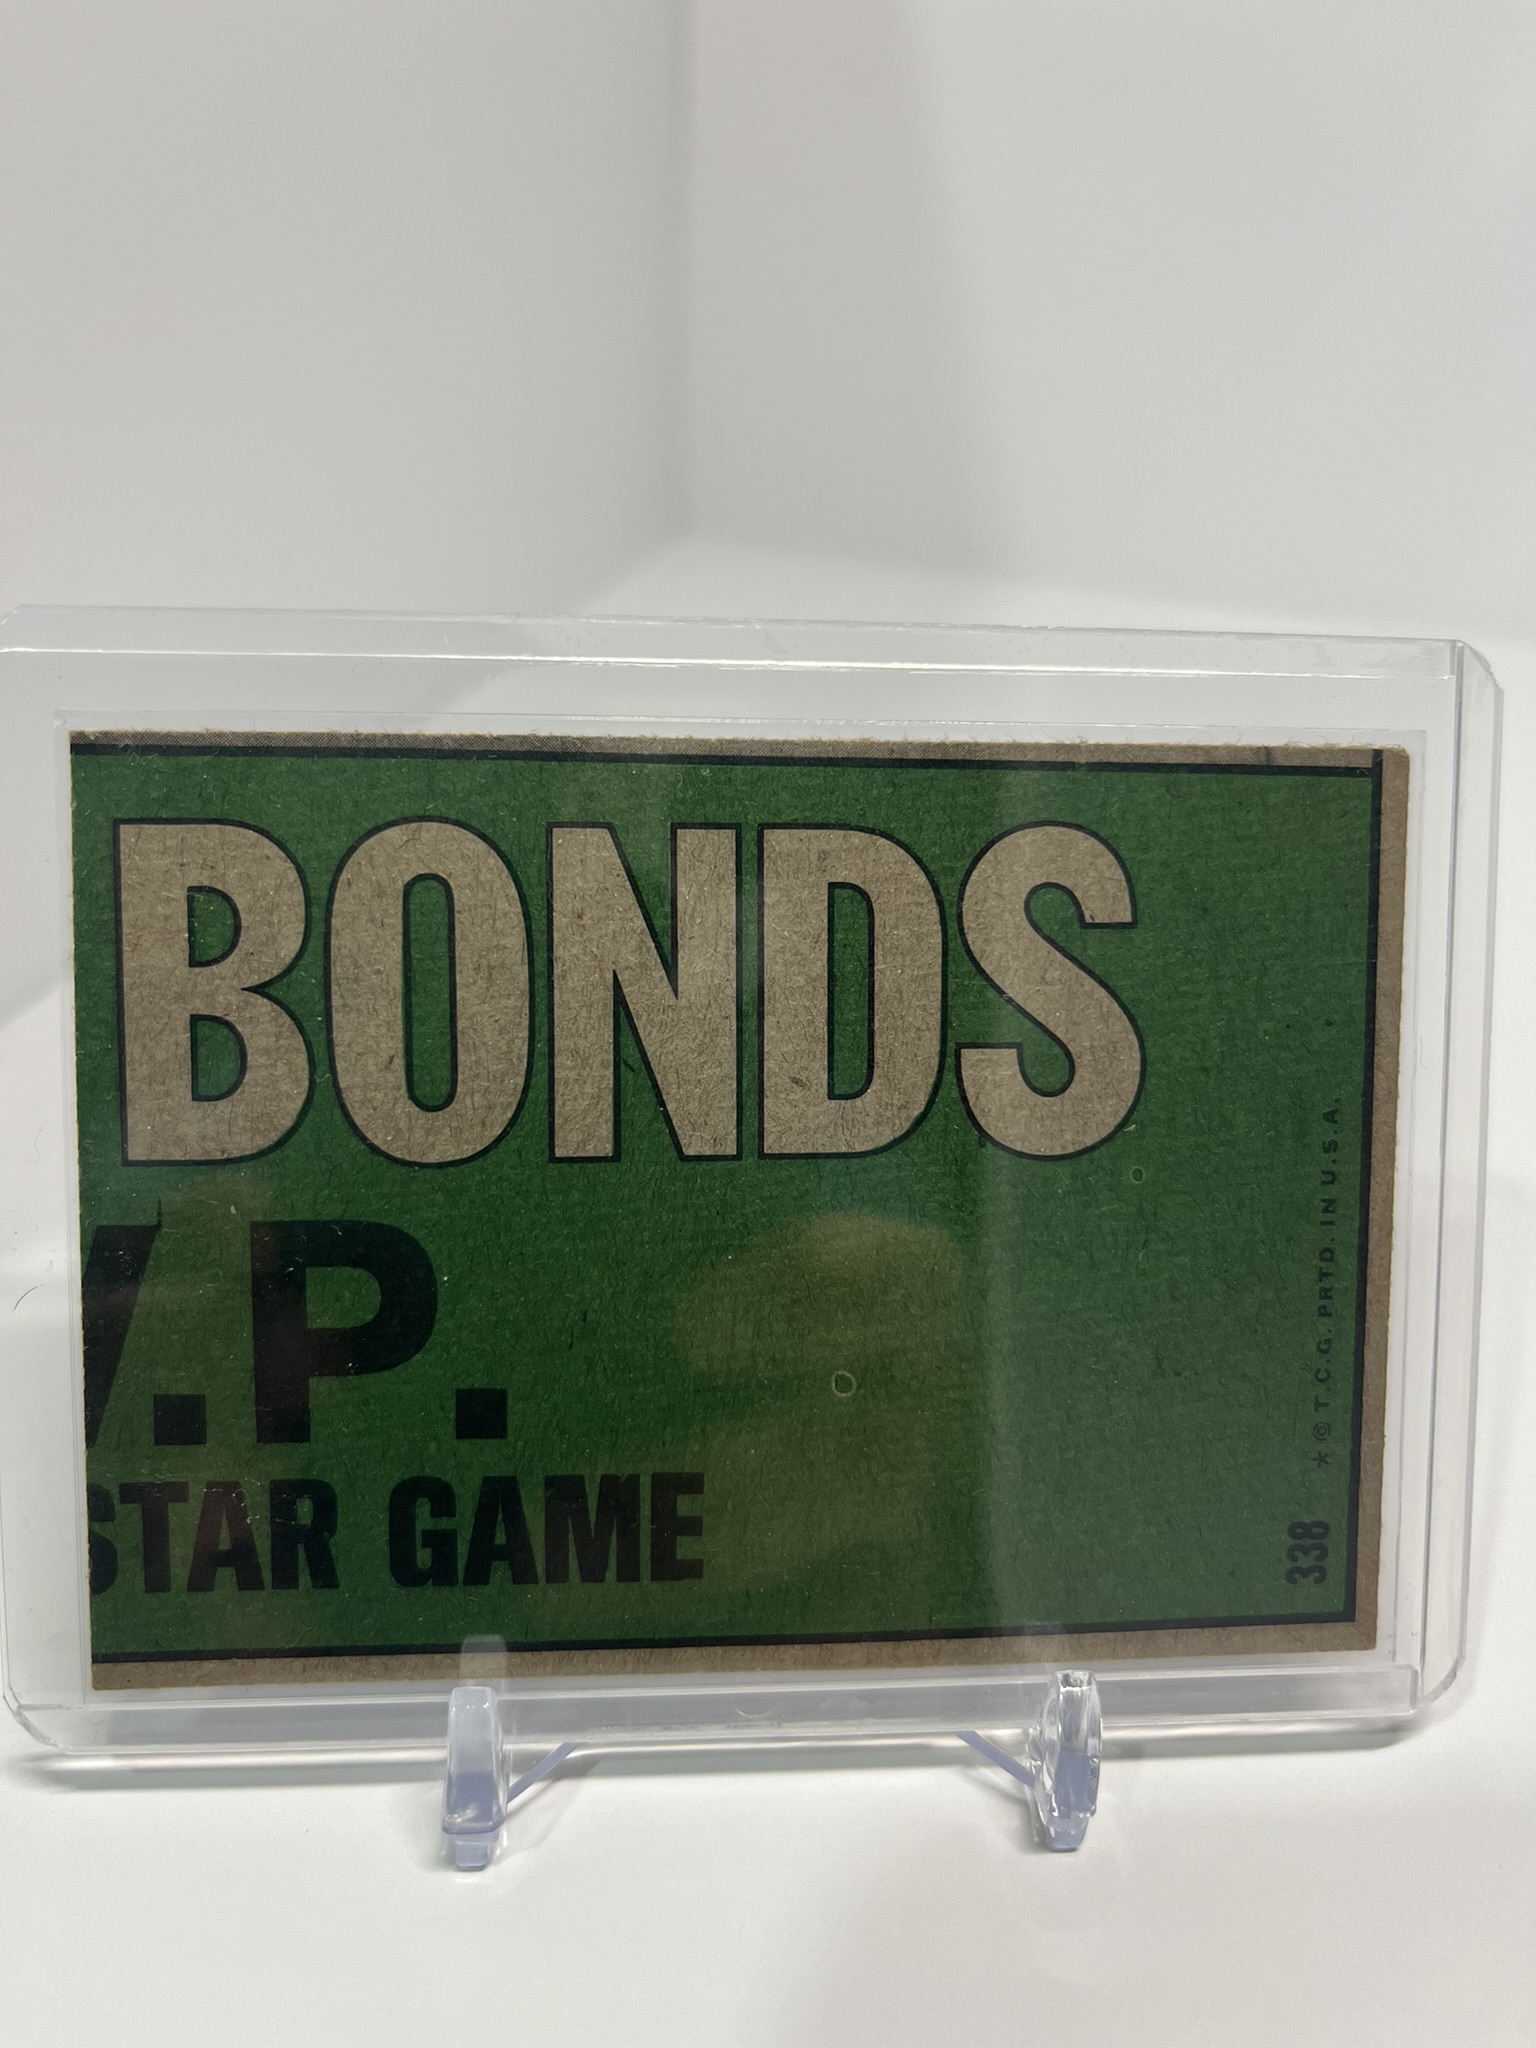 BONDS
V.P.
STAR GAME
338
* © T.C.G. PRTD. IN U.S.A.